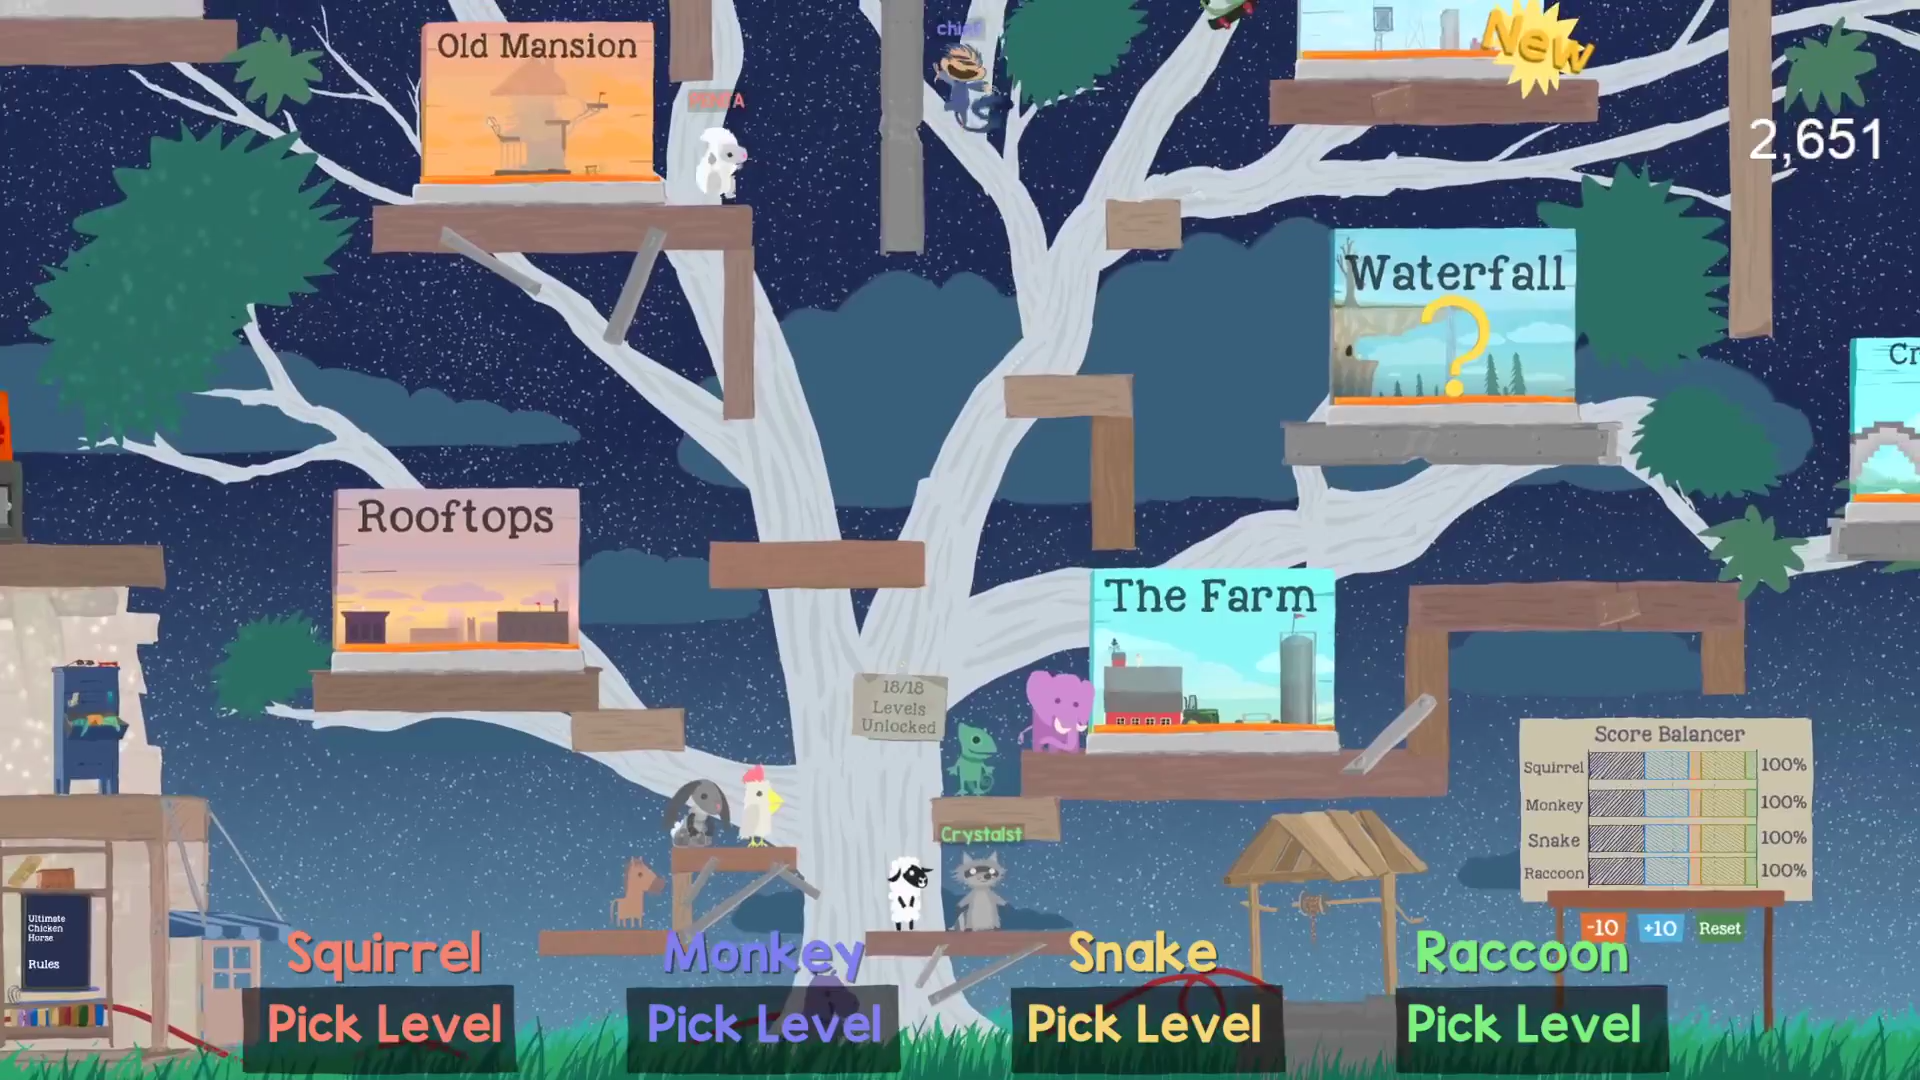 Old Mansion
New
2,651
Waterfall
?
Cr
Rooftops
The Farm
18/18
Levels
Unlocked
Crystalst
Score Balancer
Squirrel 100%
Monkey 100%
Snake 100%
Raccoon 100%
-10 +10 Reset
Ultimate
Chicken
Horse
Rules
Squirrel
Pick Level
Monkey
Pick Level
Snake
Pick Level
Raccoon
Pick Level